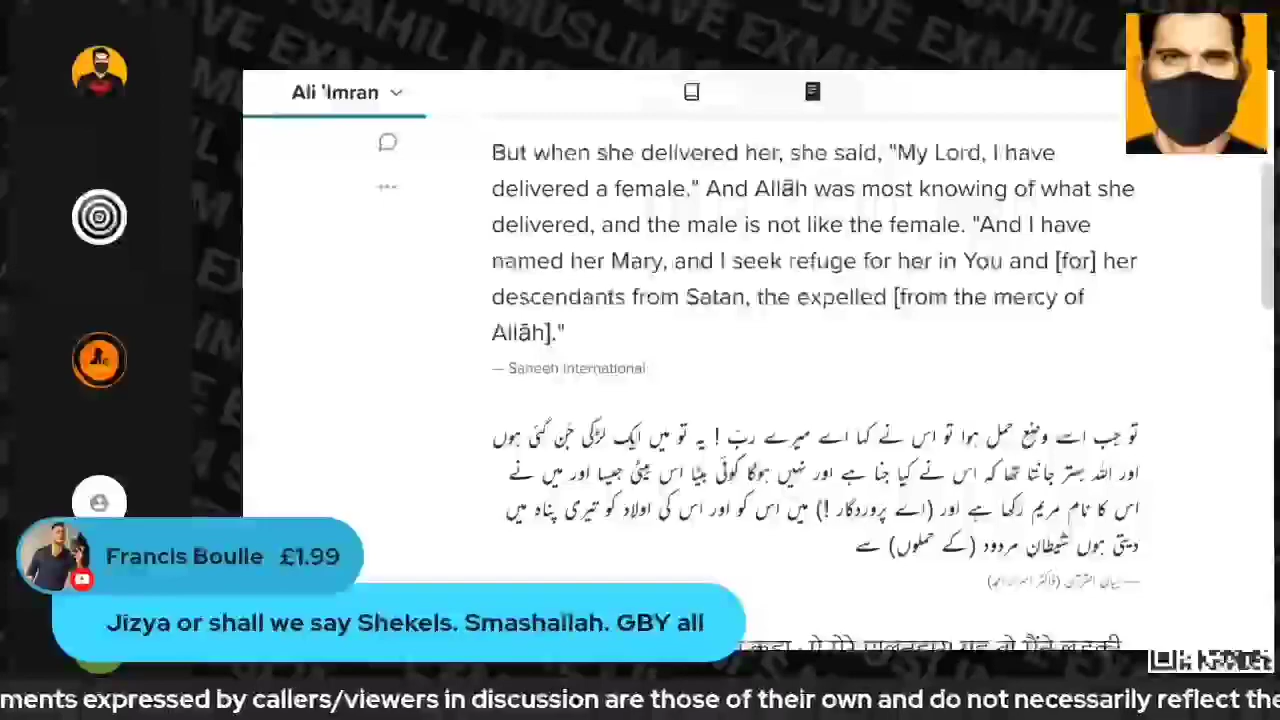 Ali 'Imran
But when she delivered her, she said, "My Lord, I have
delivered a female." And Allāh was most knowing of what she
delivered, and the male is not like the female. "And I have
named her Mary, and I seek refuge for her in You and [for] her
descendants from Satan, the expelled [from the mercy of
Allāh]."
— Saheeh International
تو جب اسے وضع حمل ہوا تو اس نے کہا اے میرے ربّ ! یہ تو میں ایک لڑکی جن گئی ہوں
اور اللہ بہتر جانتا تھا کہ اس نے کیا جنا ہے اور نہیں ہوگا کوئی بیٹا اس بیٹی جیسا اور میں نے
اس کا نام مریم رکھا ہے اور (اے پروردگار !) میں اس کو اور اس کی اولاد کو تیری پناہ میں
دیتی ہوں شیطان مردود (کے حملوں) سے
— بیان القرآن (ڈاکٹر اسرار احمد)
Francis Boulle £1.99
Jizya or shall we say Shekels. Smashallah. GBY all
ments expressed by callers/viewers in discussion are those of their own and do not necessarily reflect the